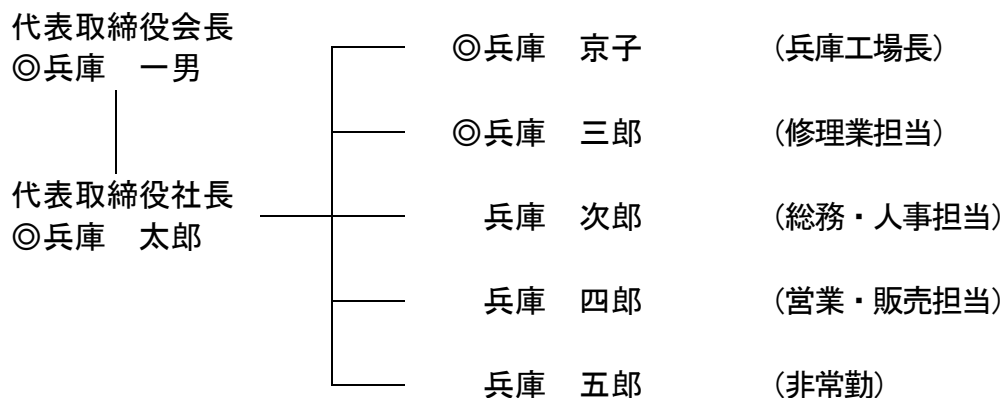 代表取締役会長
◎兵庫　一男
代表取締役社長
◎兵庫　太郎
◎兵庫　京子　（兵庫工場長）
◎兵庫　三郎　（修理業担当）
兵庫　次郎　（総務・人事担当）
兵庫　四郎　（営業・販売担当）
兵庫　五郎　（非常勤）